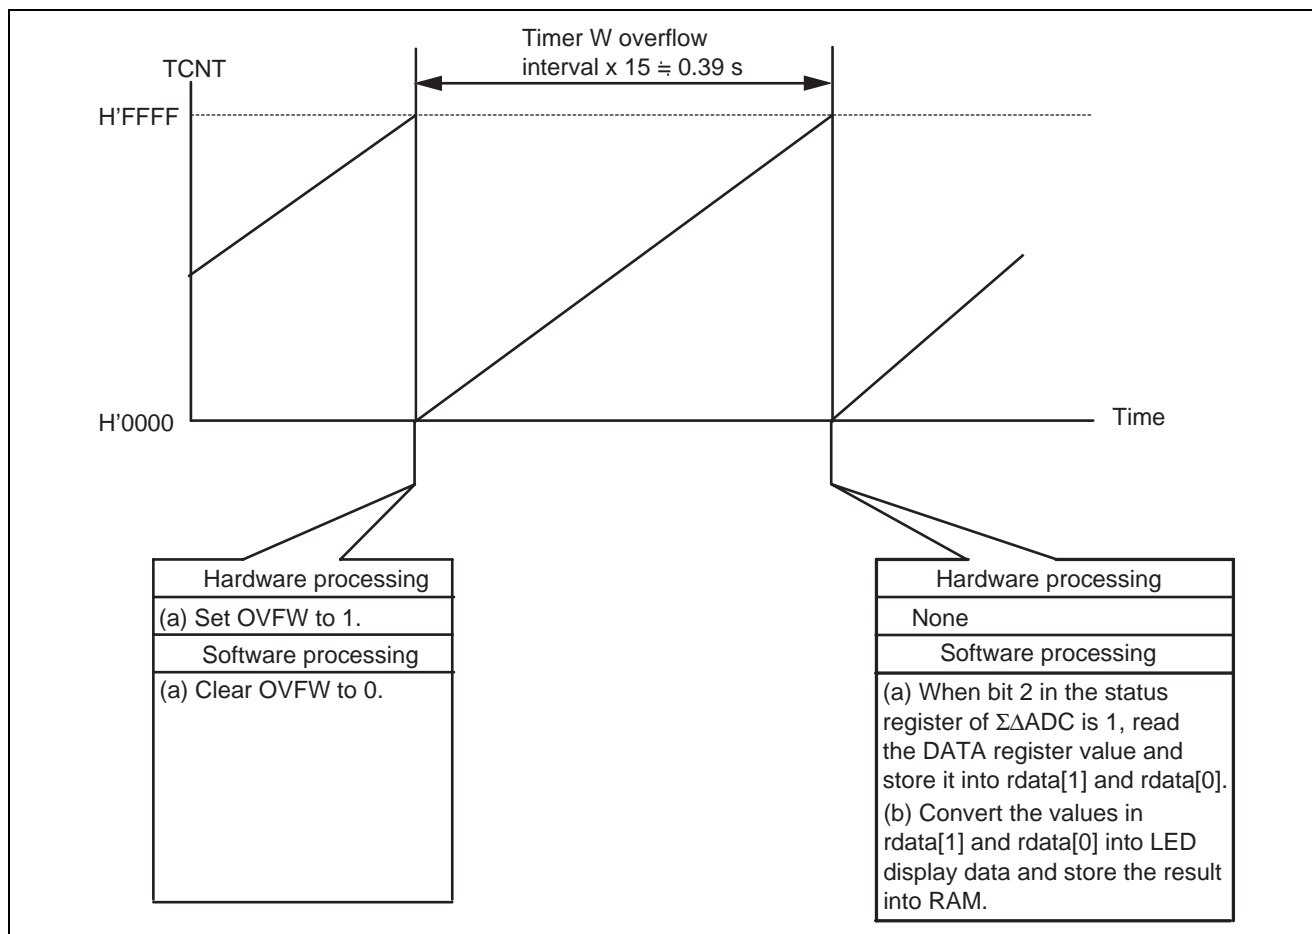 Timer W overflow
interval x 15 ≒ 0.39 s
TCNT
H'FFFF
H'0000
Time
Hardware processing
(a) Set OVFW to 1.
Software processing
(a) Clear OVFW to 0.
Hardware processing
None
Software processing
(a) When bit 2 in the status
register of ΣΔADC is 1, read
the DATA register value and
store it into rdata[1] and rdata[0].
(b) Convert the values in
rdata[1] and rdata[0] into LED
display data and store the result
into RAM.